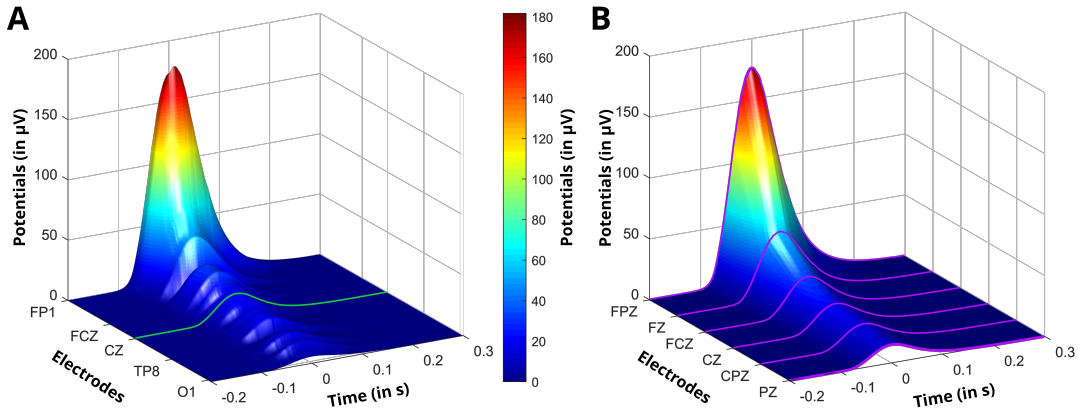 A
200
150
100
50
0
Potentials (in µV)
FP1
FCZ
CZ
TP8
O1
Electrodes
-0.2
-0.1
0
0.1
0.2
0.3
Time (in s)
180
160
140
120
100
80
60
40
20
0
Potentials (in µV)
B
200
150
100
50
0
Potentials (in µV)
FPZ
FZ
FCZ
CZ
CPZ
PZ
Electrodes
-0.2
-0.1
0
0.1
0.2
0.3
Time (in s)